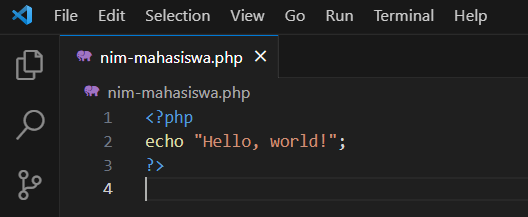 File Edit Selection View Go Run Terminal Help
nim-mahasiswa.php
nim-mahasiswa.php
1 <?php
2 echo "Hello, world!";
3 ?>
4